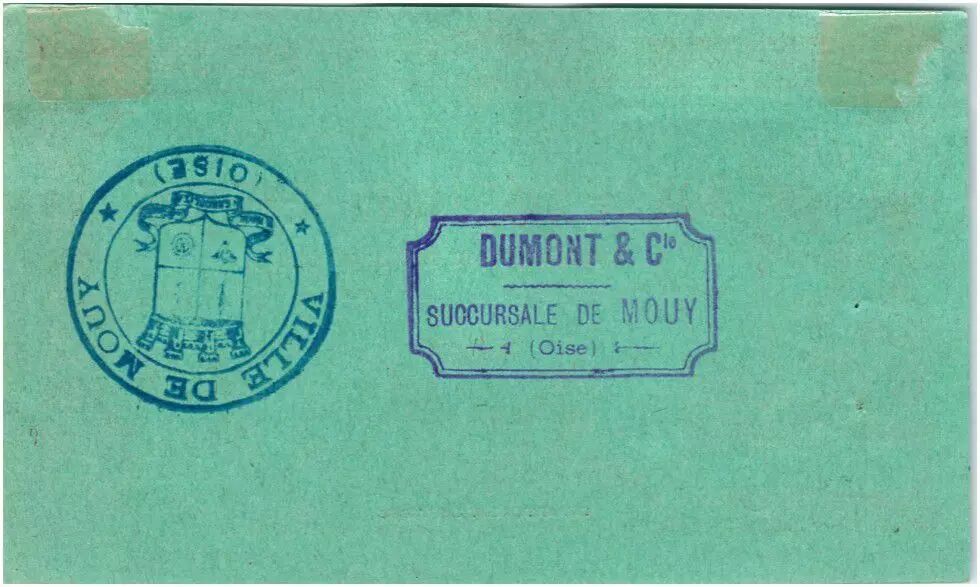 VILLE DE MOUY
(OISE)
DUMONT & Cie
SUCCURSALE DE MOUY
(Oise)